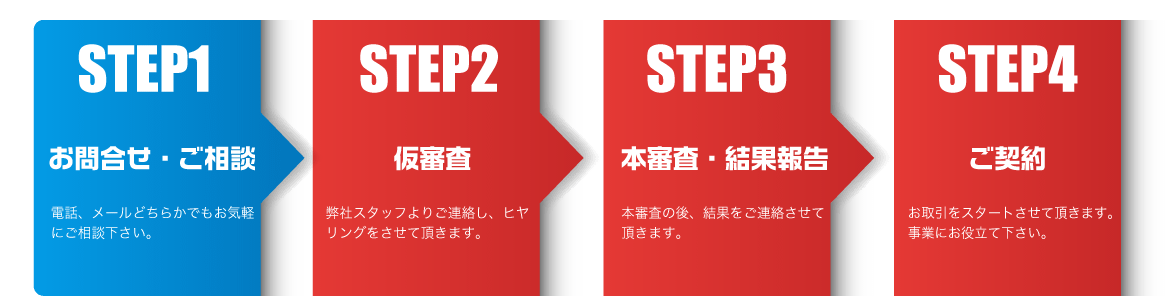 STEP1
お問合せ・ご相談
電話、メールどちらかでもお気軽
にご相談下さい。
STEP2
仮審査
弊社スタッフよりご連絡し、ヒヤ
リングをさせて頂きます。
STEP3
本審査・結果報告
本審査の後、結果をご連絡させて
頂きます。
STEP4
ご契約
お取引をスタートさせて頂きます。
事業にお役立て下さい。